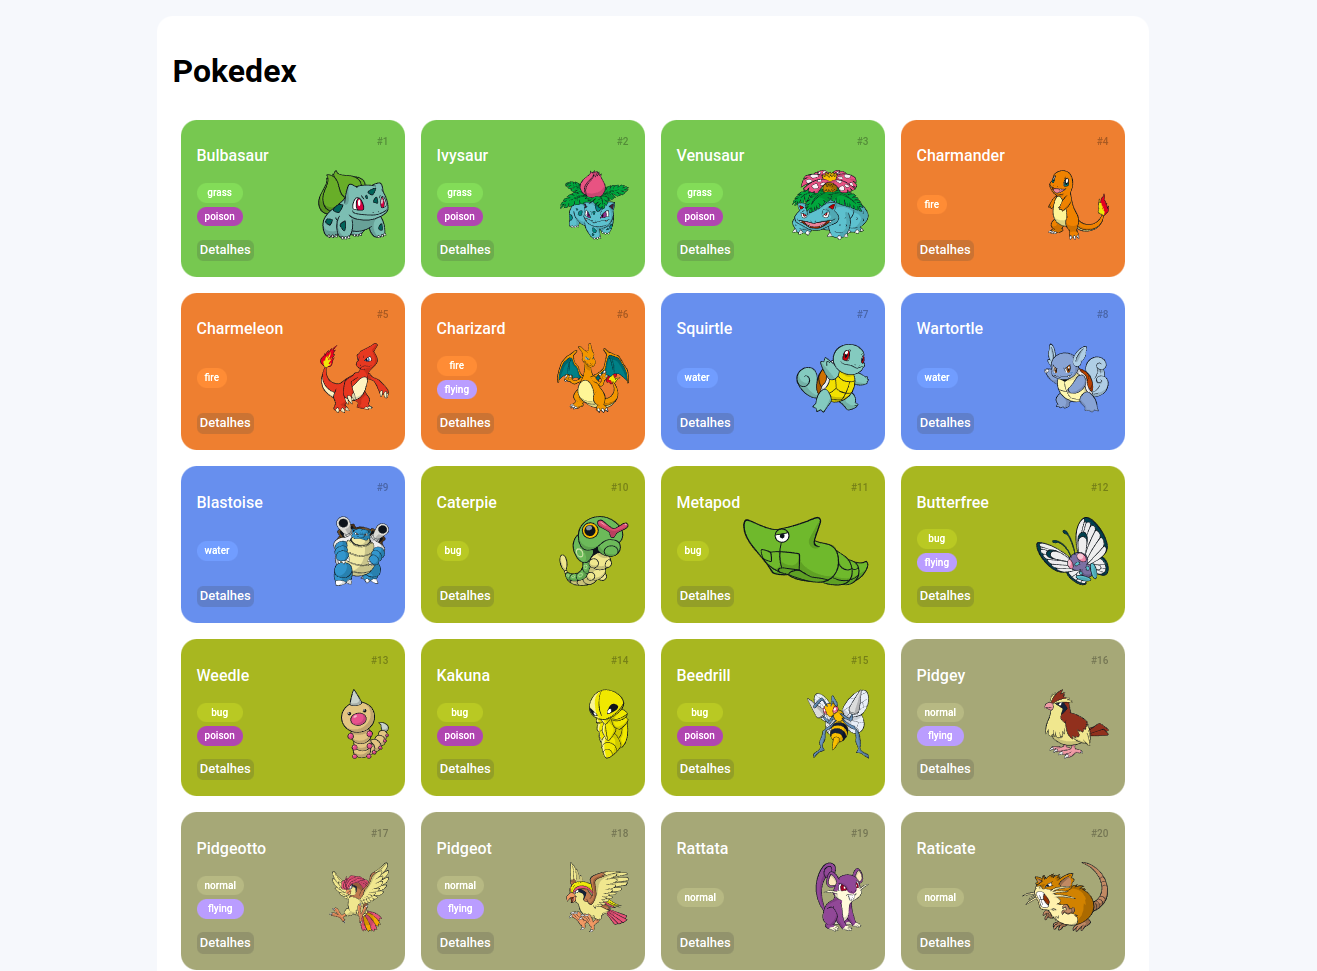 Pokedex
#1
Bulbasaur
grass
poison
Detalhes
#2
Ivysaur
grass
poison
Detalhes
#3
Venusaur
grass
poison
Detalhes
#4
Charmander
fire
Detalhes
#5
Charmeleon
fire
Detalhes
#6
Charizard
fire
flying
Detalhes
#7
Squirtle
water
Detalhes
#8
Wartortle
water
Detalhes
#9
Blastoise
water
Detalhes
#10
Caterpie
bug
Detalhes
#11
Metapod
bug
Detalhes
#12
Butterfree
bug
flying
Detalhes
#13
Weedle
bug
poison
Detalhes
#14
Kakuna
bug
poison
Detalhes
#15
Beedrill
bug
poison
Detalhes
#16
Pidgey
normal
flying
Detalhes
#17
Pidgeotto
normal
flying
Detalhes
#18
Pidgeot
normal
flying
Detalhes
#19
Rattata
normal
Detalhes
#20
Raticate
normal
Detalhes